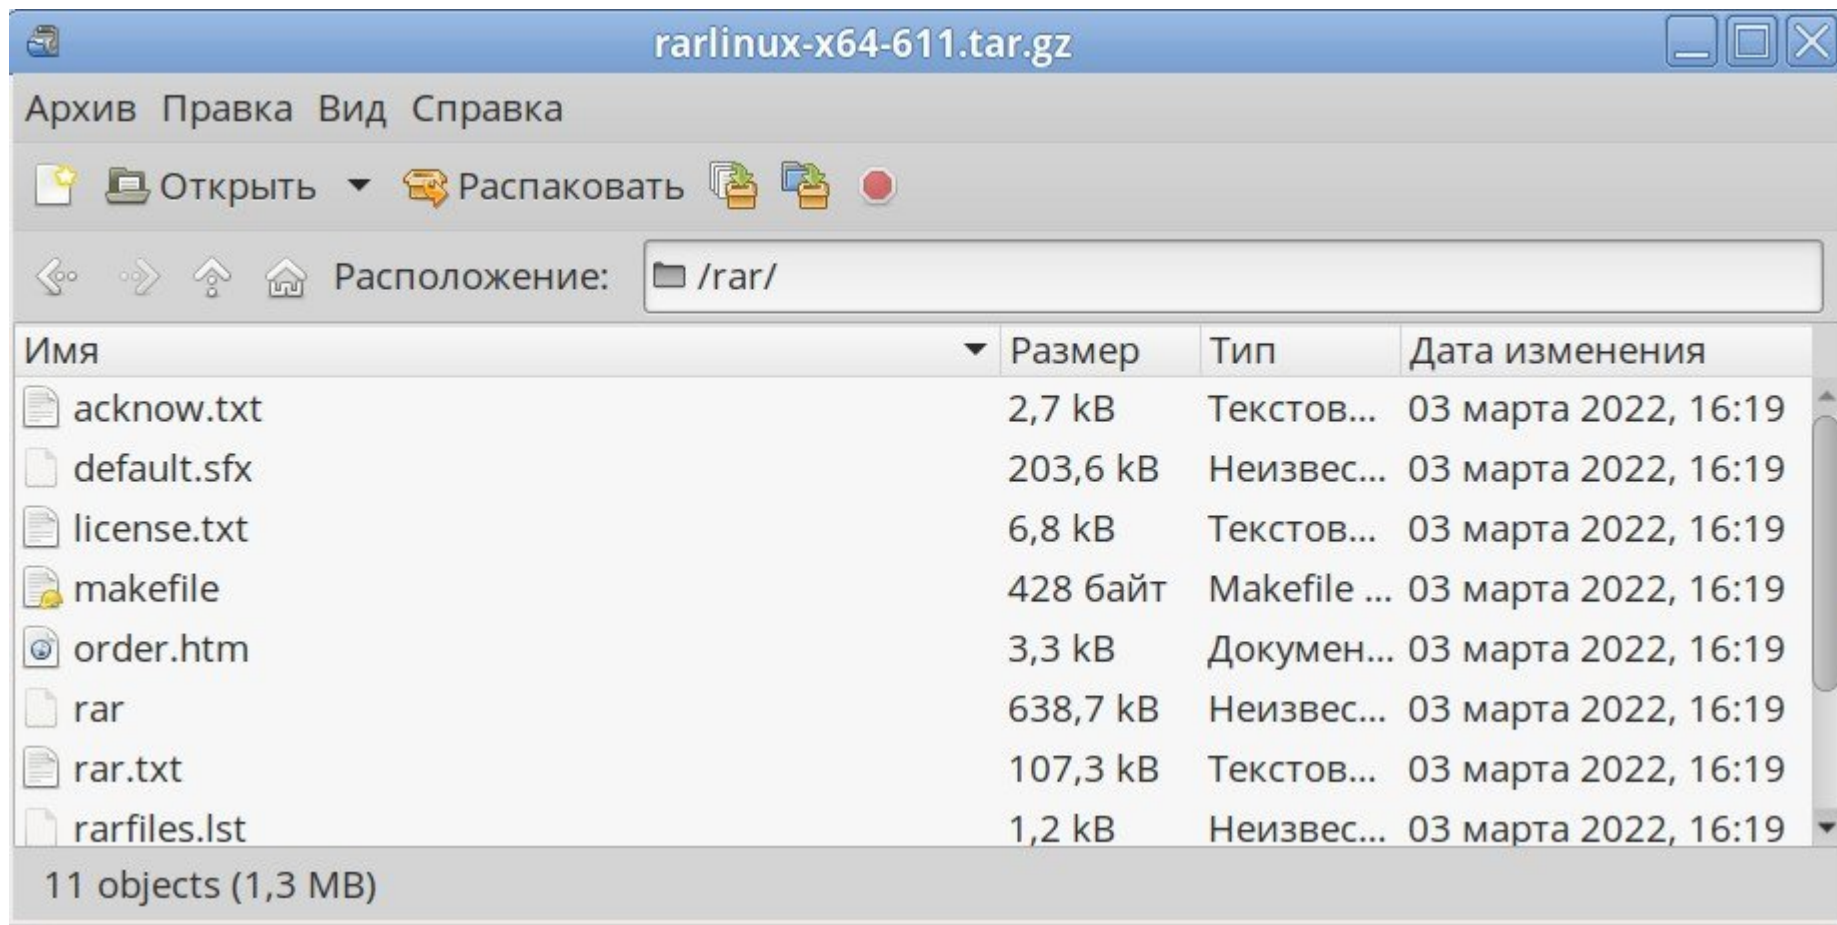 rarlinux-x64-611.tar.gz
Архив Правка Вид Справка
Открыть Распаковать
Расположение: /rar/
Имя Размер Тип Дата изменения
acknow.txt 2,7 kB Текстов... 03 марта 2022, 16:19
default.sfx 203,6 kB Неизвес... 03 марта 2022, 16:19
license.txt 6,8 kB Текстов... 03 марта 2022, 16:19
makefile 428 байт Makefile ... 03 марта 2022, 16:19
order.htm 3,3 kB Докумен... 03 марта 2022, 16:19
rar 638,7 kB Неизвес... 03 марта 2022, 16:19
rar.txt 107,3 kB Текстов... 03 марта 2022, 16:19
rarfiles.lst 1,2 kB Неизвес... 03 марта 2022, 16:19
11 objects (1,3 MB)